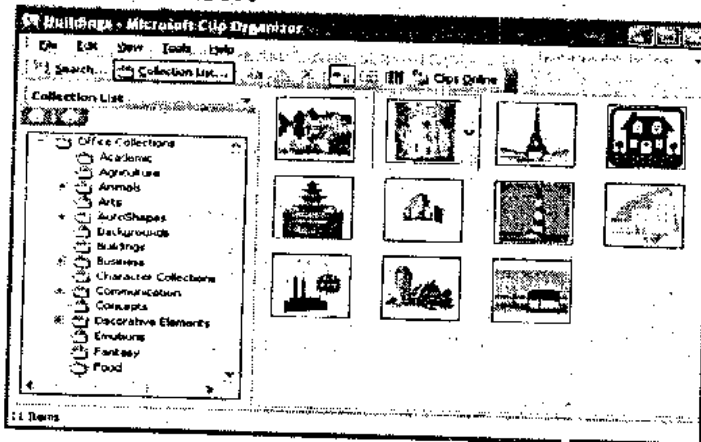 Buildings - Microsoft Clip Organizer
File Edit View Tools Help
Search... Collection List... Clips Online
Collection List
Office Collections
Academic
Agriculture
Animals
Arts
AutoShapes
Backgrounds
Buildings
Business
Character Collections
Communication
Concepts
Decorative Elements
Emotions
Fantasy
Food
11 Items